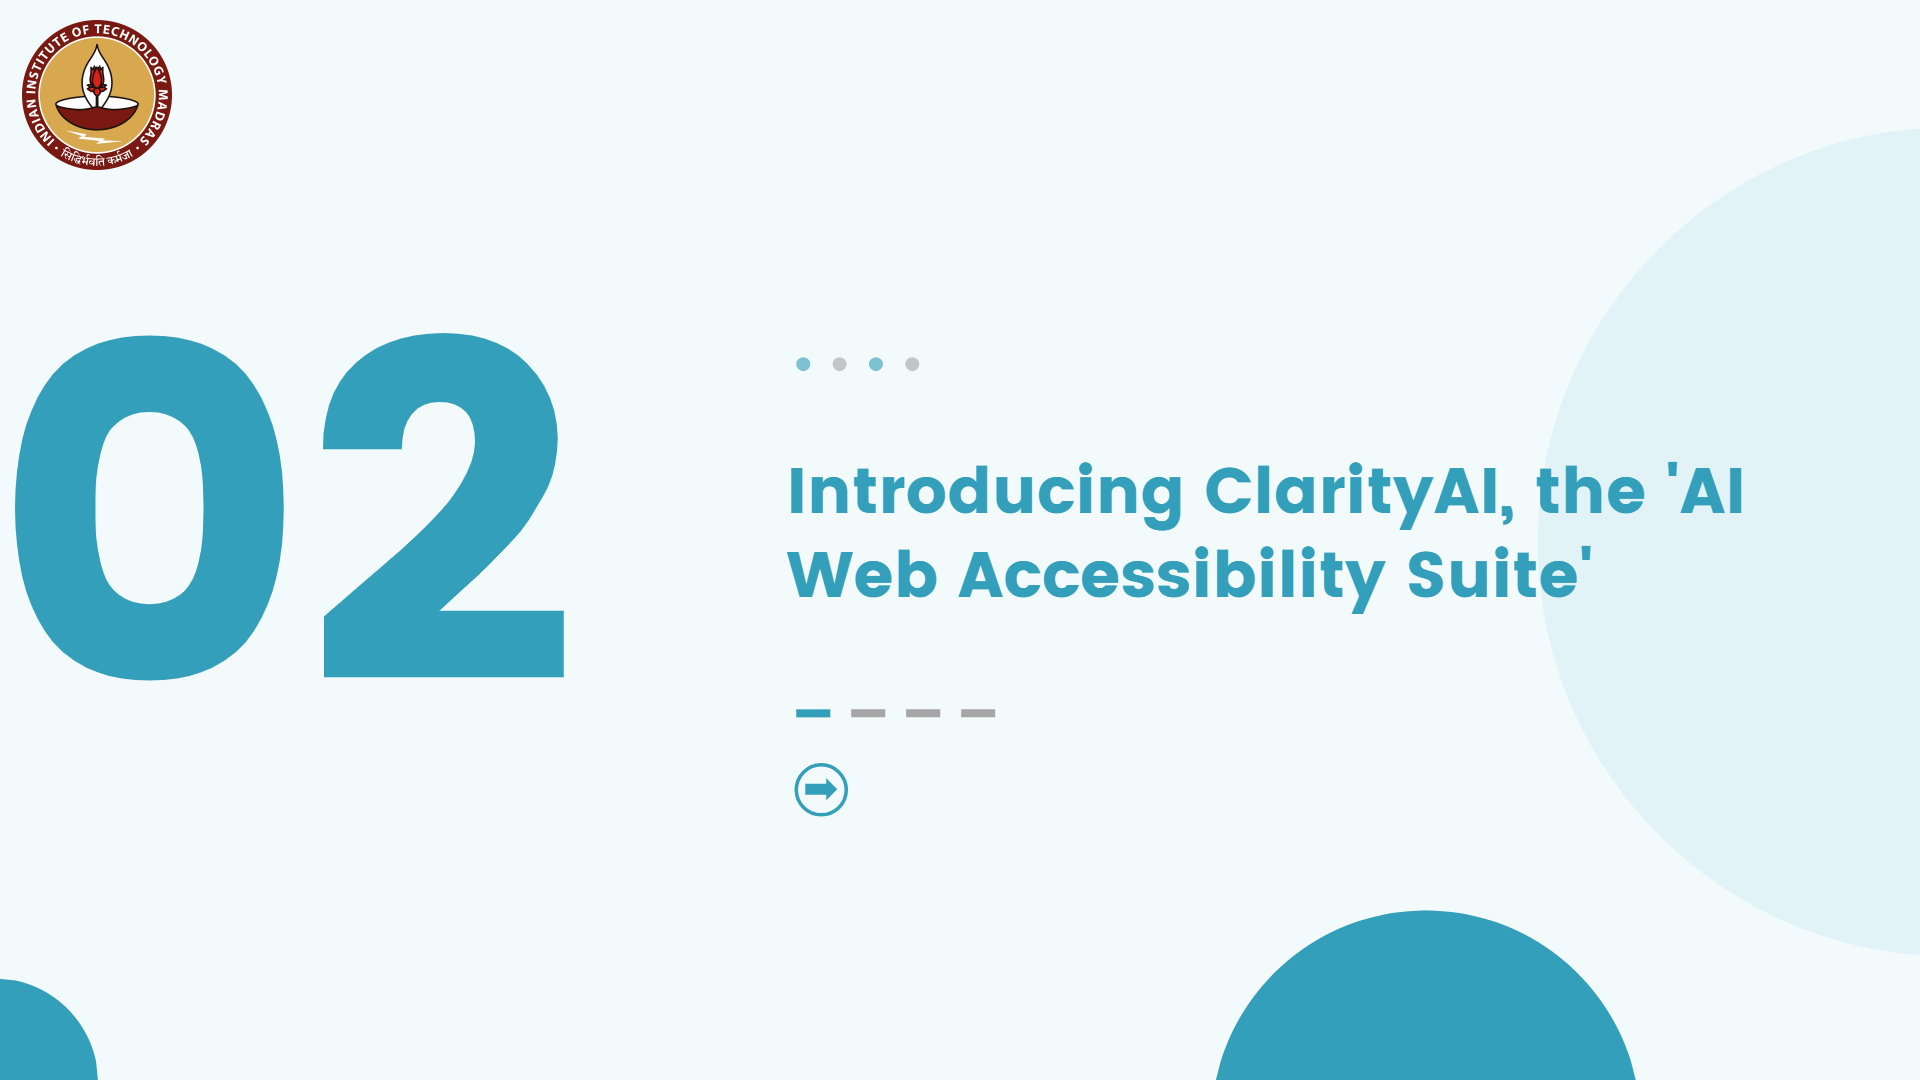 INDIAN INSTITUTE OF TECHNOLOGY MADRAS
सिद्धिर्भवति कर्मजा
02
Introducing ClarityAI, the 'AI
Web Accessibility Suite'